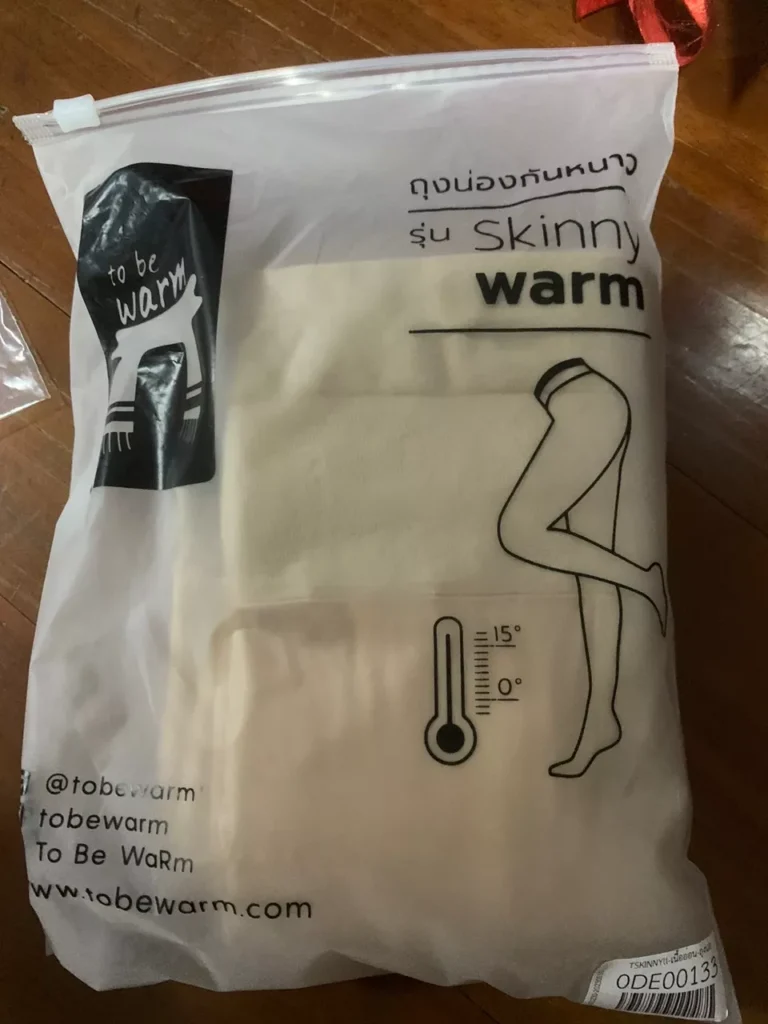 to be
warm
ถุงน่องกันหนาว
รุ่น Skinny
warm
15°
0°
@tobewarm
tobewarm
To Be WaRm
www.tobewarm.com
ODE00133